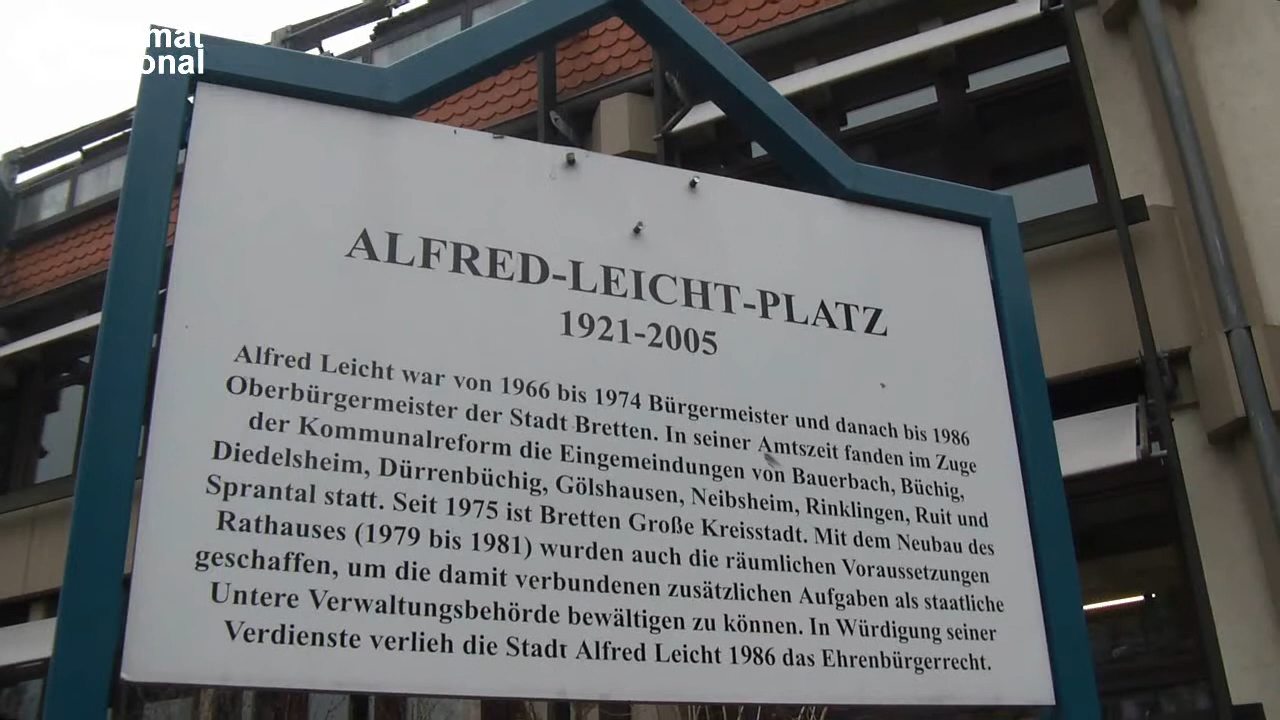 mat
onal
ALFRED-LEICHT-PLATZ
1921-2005
Alfred Leicht war von 1966 bis 1974 Bürgermeister und danach bis 1986
Oberbürgermeister der Stadt Bretten. In seiner Amtszeit fanden im Zuge
der Kommunalreform die Eingemeindungen von Bauerbach, Büchig,
Diedelsheim, Dürrenbüchig, Gölshausen, Neibsheim, Rinklingen, Ruit und
Sprantal statt. Seit 1975 ist Bretten Große Kreisstadt. Mit dem Neubau des
Rathauses (1979 bis 1981) wurden auch die räumlichen Voraussetzungen
geschaffen, um die damit verbundenen zusätzlichen Aufgaben als staatliche
Untere Verwaltungsbehörde bewältigen zu können. In Würdigung seiner
Verdienste verlieh die Stadt Alfred Leicht 1986 das Ehrenbürgerrecht.